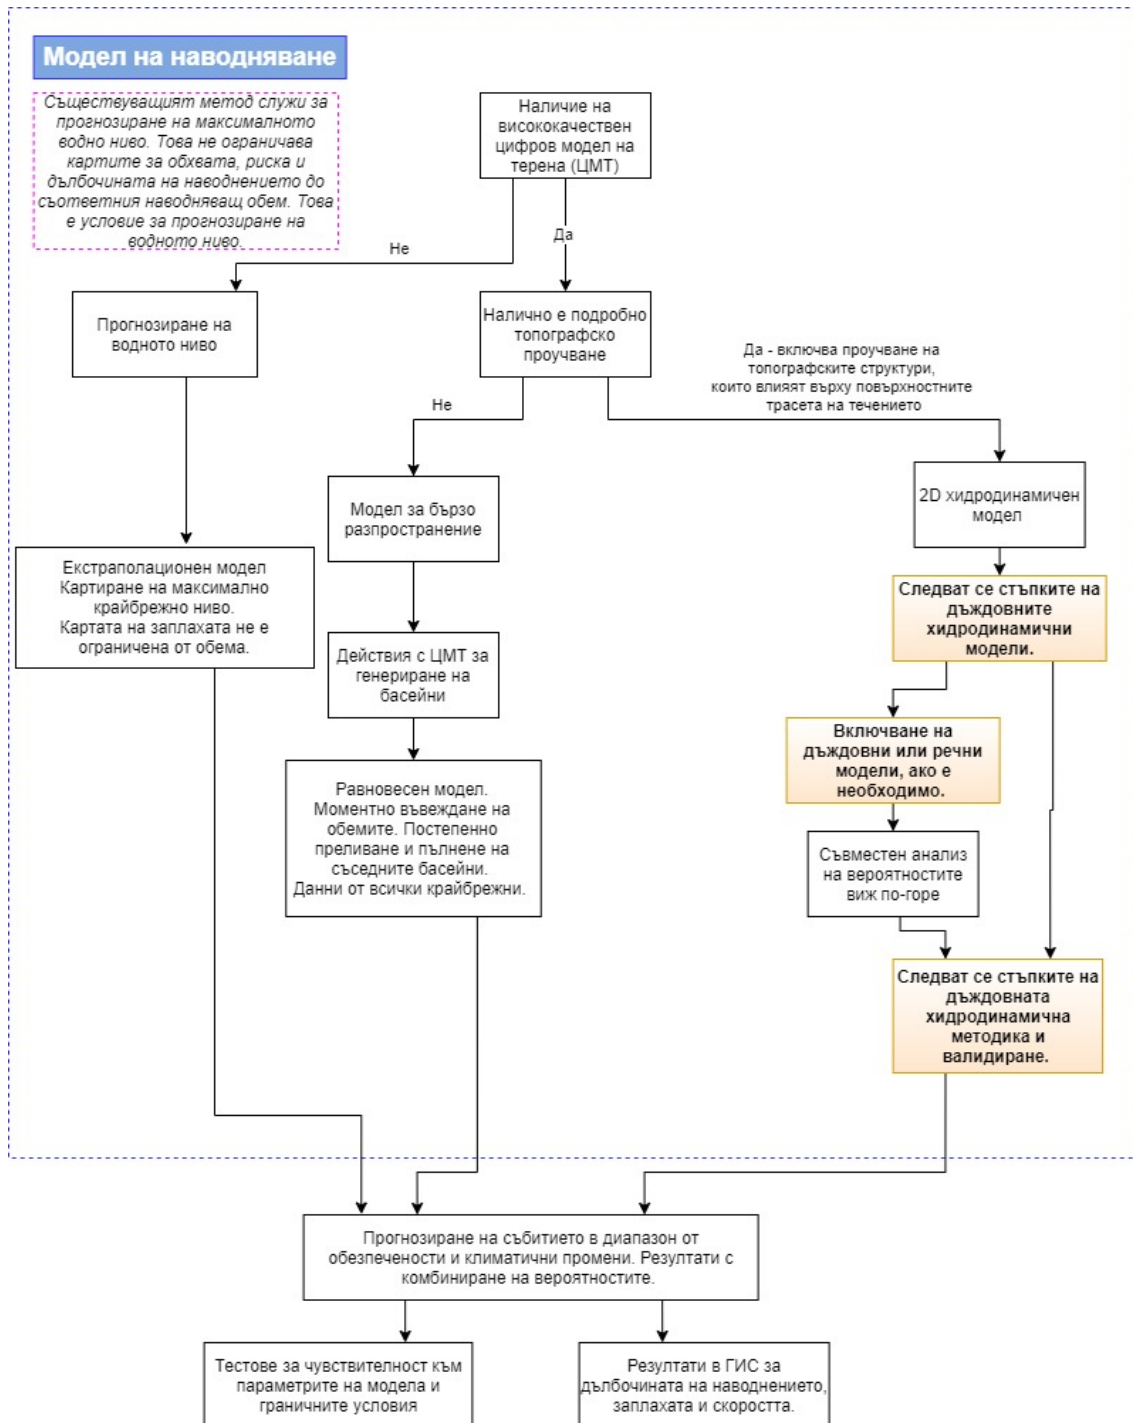 Модел на наводняване
Съществуващият метод служи за
прогнозиране на максималното
водно ниво. Това не ограничава
картите за обхвата, риска и
дълбочината на наводнението до
съответния наводняващ обем. Това
е условие за прогнозиране на
водното ниво.
Наличие на
висококачествен
цифров модел на
терена (ЦМТ)
Не
Да
Прогнозиране на
водното ниво
Налично е подробно
топографско
проучване
Да - включва проучване на
топографските структури,
които влияят върху повърхностните
трасета на течението
Не
Модел за бързо
разпространение
2D хидродинамичен
модел
Екстраполационен модел
Картиране на максимално
крайбрежно ниво.
Картата на заплахата не е
ограничена от обема.
Следват се стъпките на
дъждовните
хидродинамични
модели.
Действия с ЦМТ за
генериране на
басейни
Включване на
дъждовни или речни
модели, ако е
необходимо.
Равновесен модел.
Моментно въвеждане на
обемите. Постепенно
преливане и пълнене на
съседните басейни.
Данни от всички крайбрежни.
Съвместен анализ
на вероятностите
виж по-горе
Следват се стъпките на
дъждовната
хидродинамична
методика и
валидиране.
Прогнозиране на събитието в диапазон от
обезпечености и климатични промени. Резултати с
комбиниране на вероятностите.
Тестове за чувствителност към
параметрите на модела и
граничните условия
Резултати в ГИС за
дълбочината на наводнението,
заплахата и скоростта.